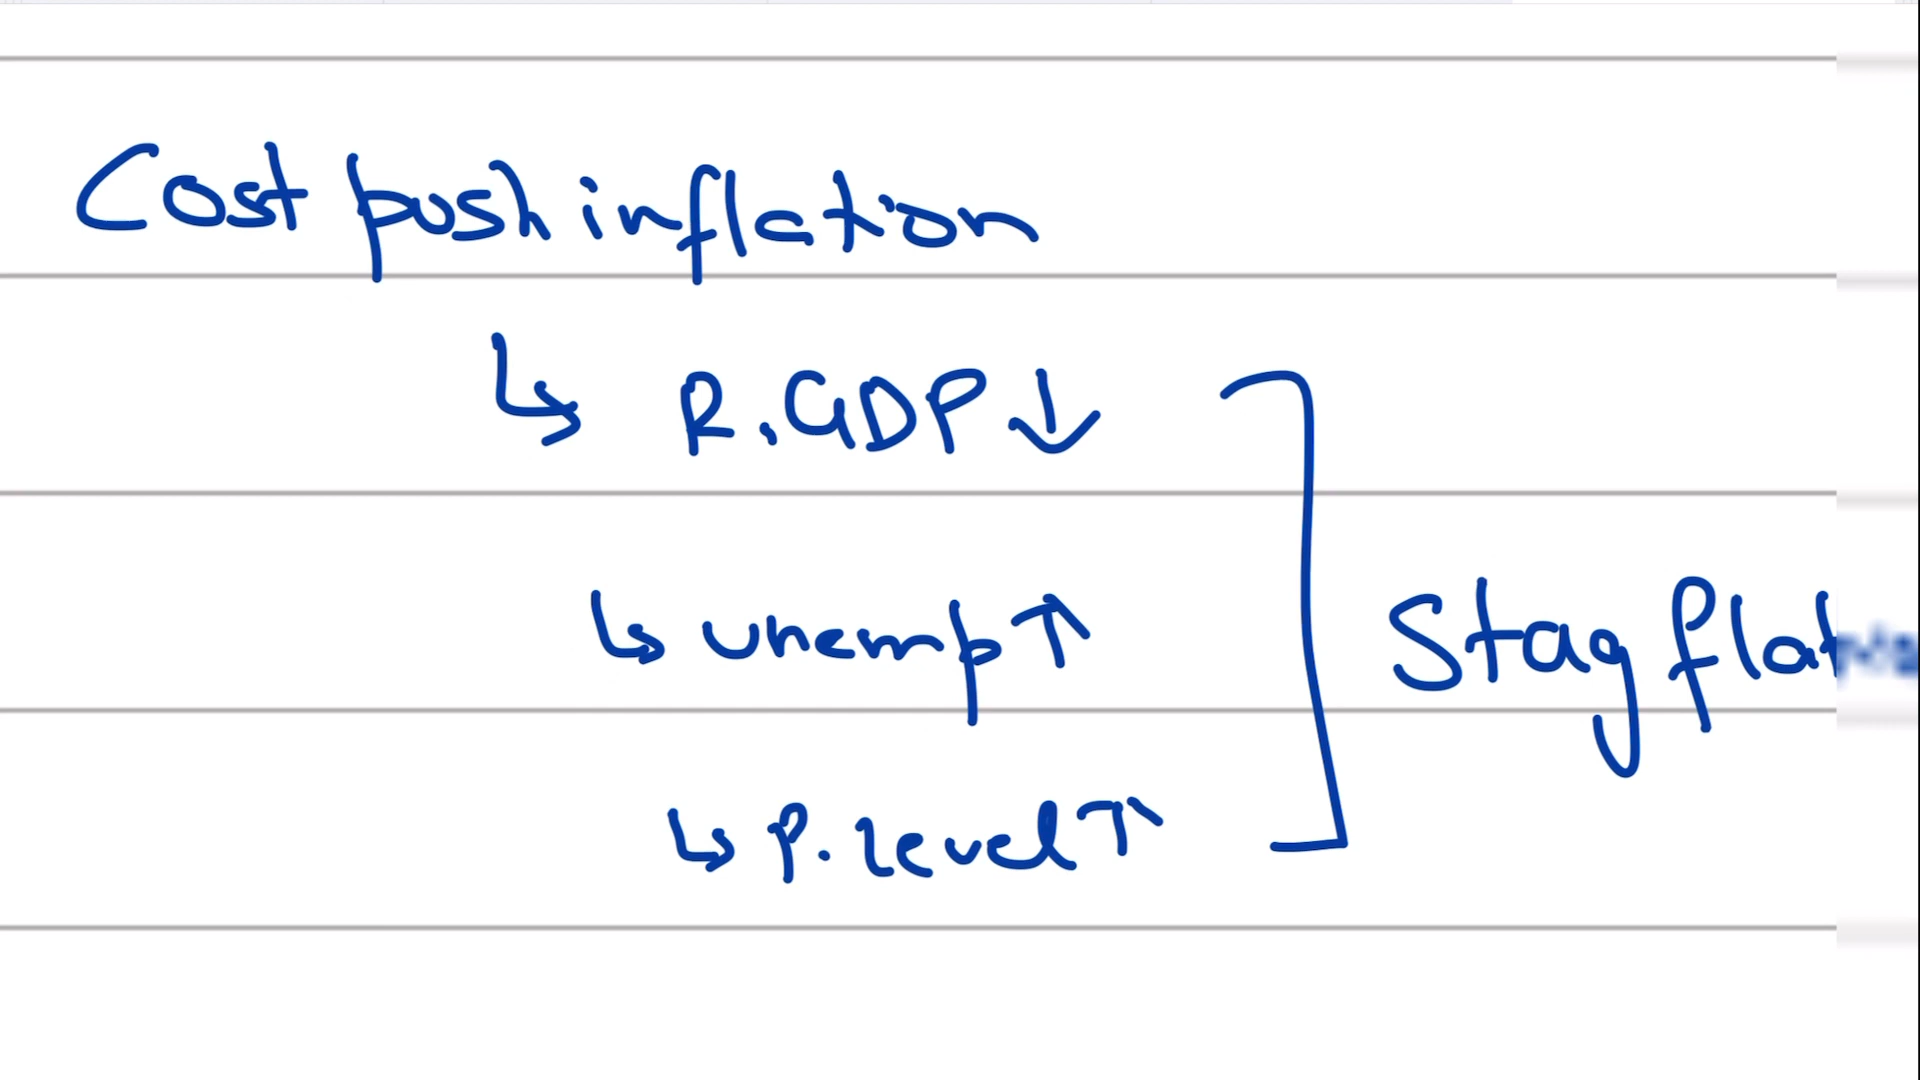 Cost push inflation
↳ R.GDP ↓
↳ unemp ↑
Stagflat
↳ P. level ↑